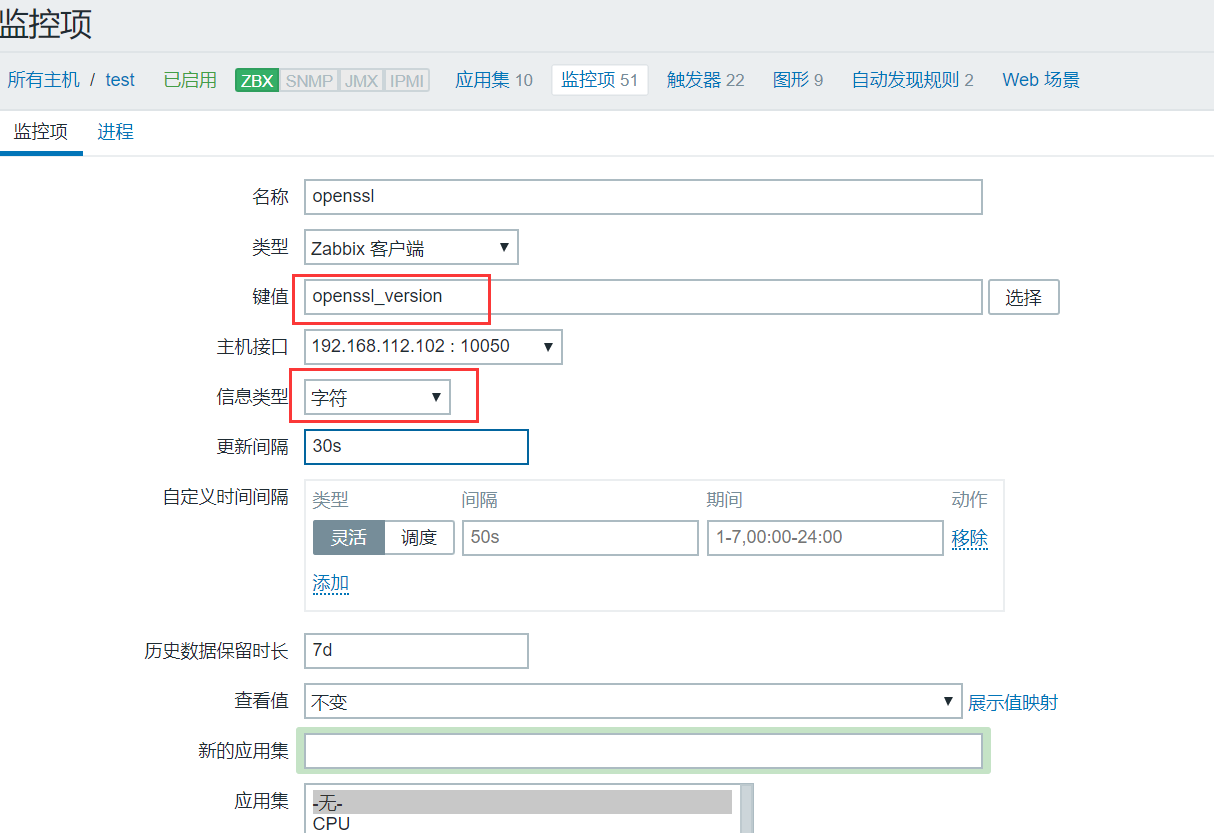 监控项
所有主机 / test 已启用 ZBX SNMP JMX IPMI 应用集 10 监控项 51 触发器 22 图形 9 自动发现规则 2 Web 场景
监控项 进程
名称 openssl
类型 Zabbix 客户端
键值 openssl_version 选择
主机接口 192.168.112.102 : 10050
信息类型 字符
更新间隔 30s
自定义时间间隔 类型 间隔 期间 动作
灵活 调度 50s 1-7,00:00-24:00 移除
添加
历史数据保留时长 7d
查看值 不变 展示值映射
新的应用集
应用集 -无-
CPU